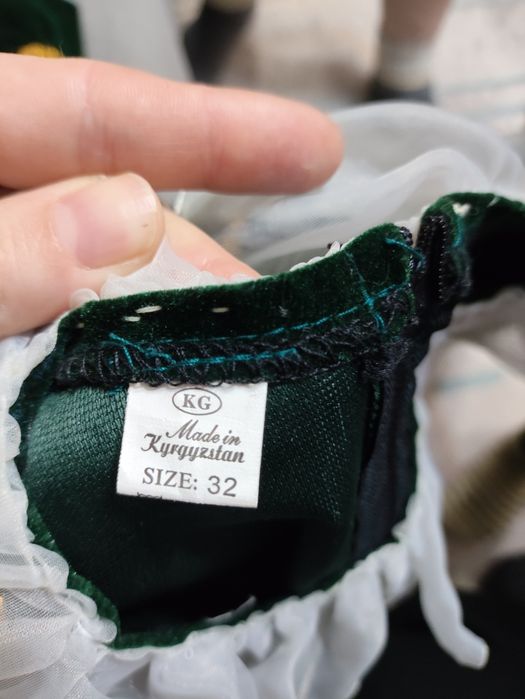 KG
Made in
Kyrgyzstan
SIZE: 32